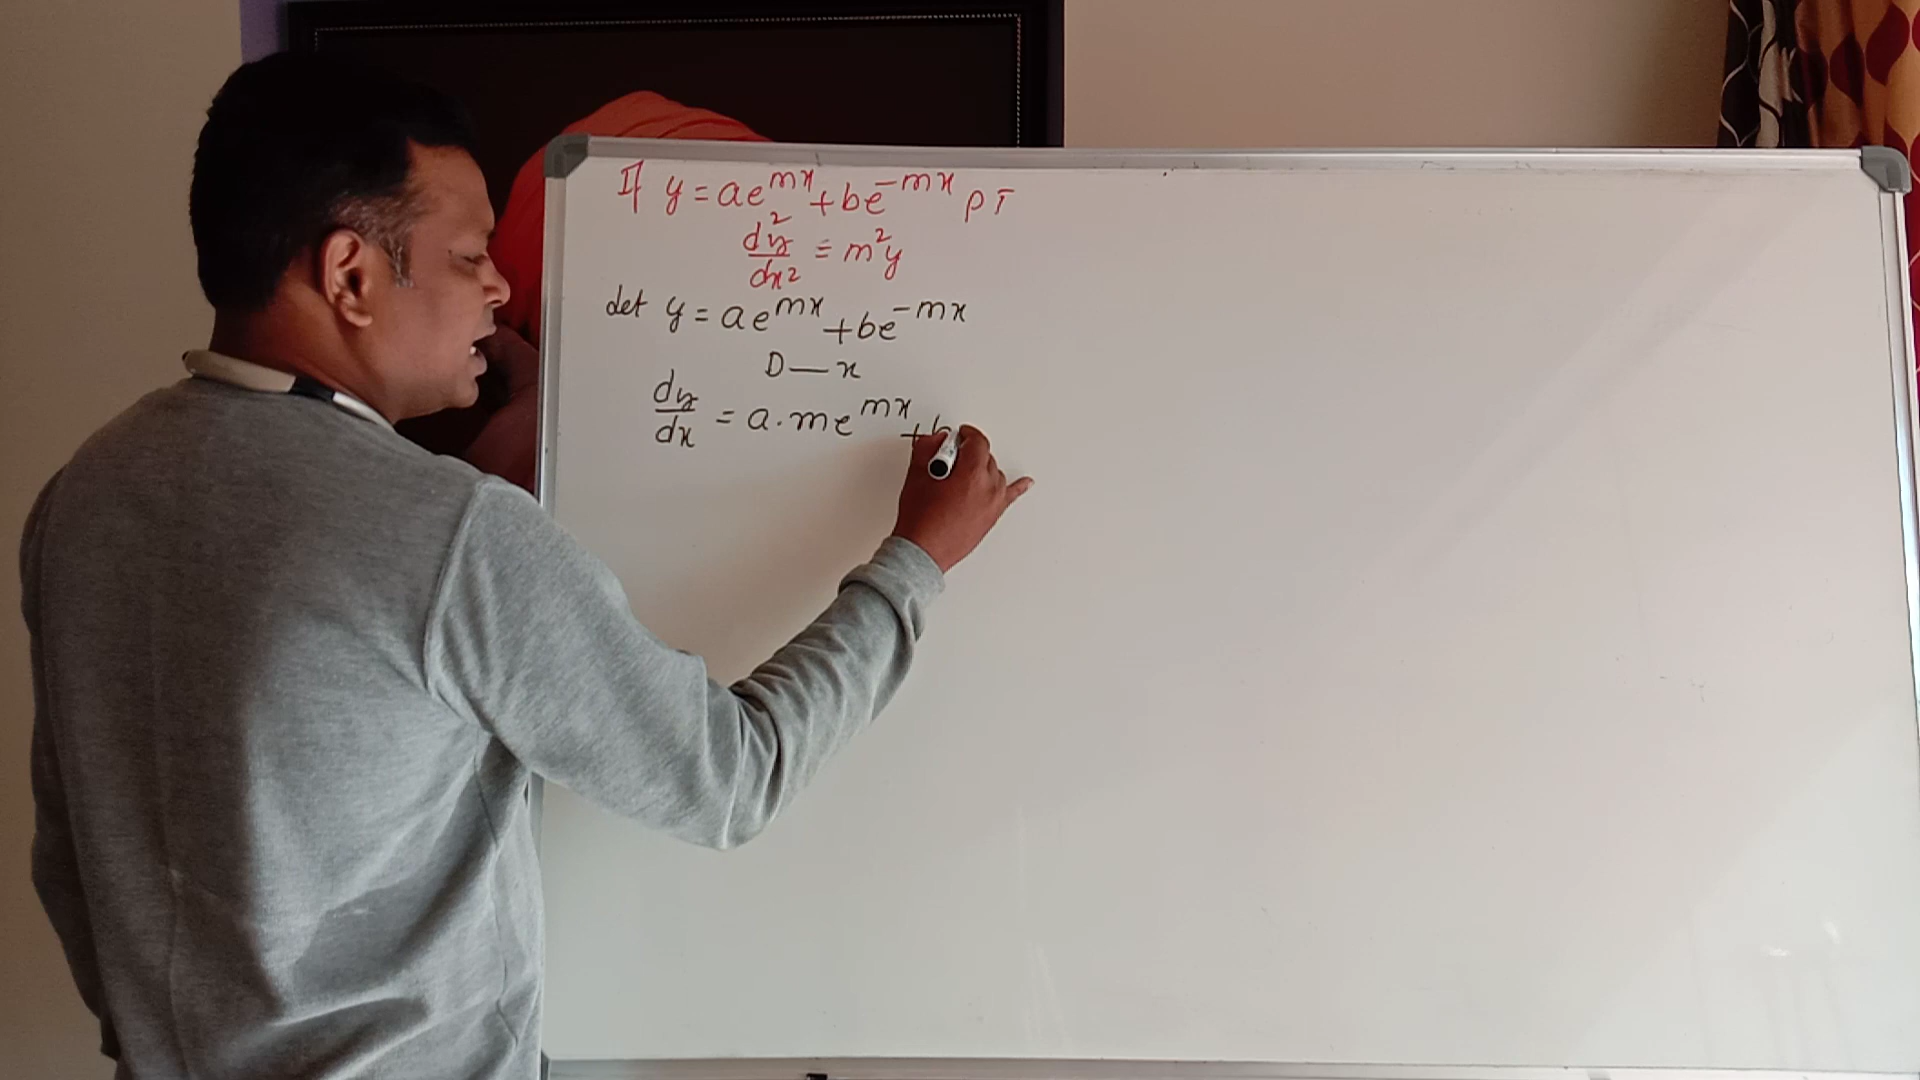 If y = ae^mx + be^-mx PT
d²y/dx² = m²y
Let y = ae^mx + be^-mx
D — x
dy/dx = a·me^mx + b